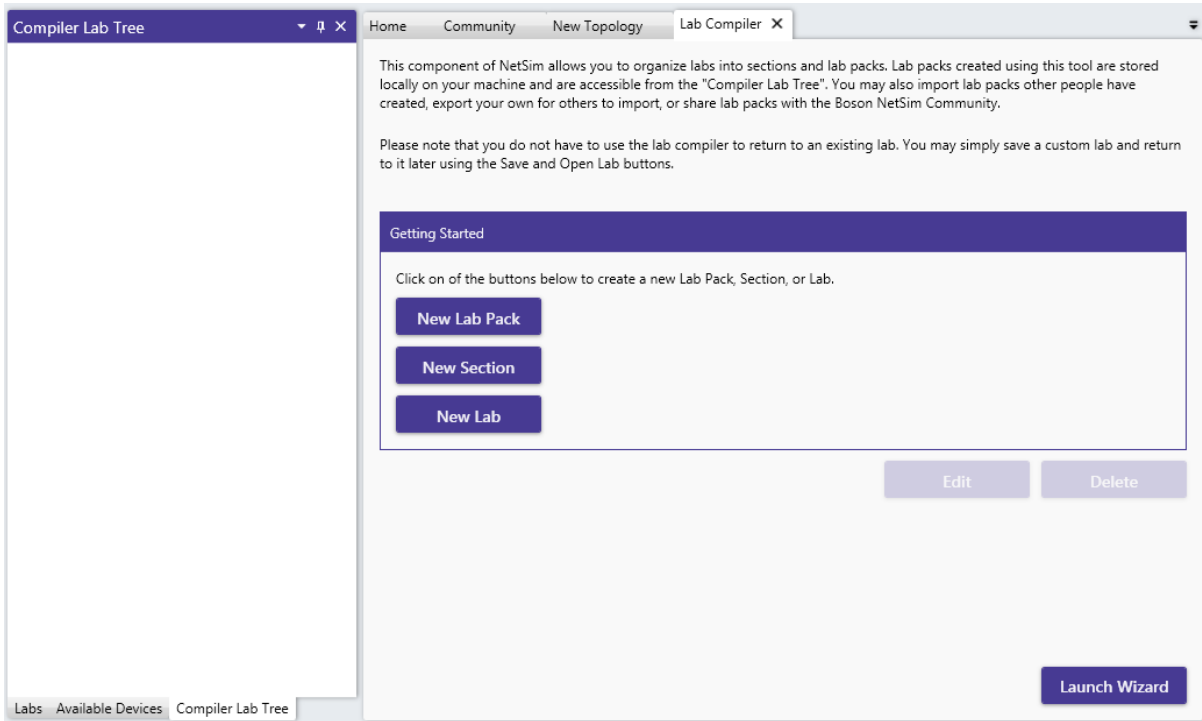 Compiler Lab Tree
Home
Community
New Topology
Lab Compiler
This component of NetSim allows you to organize labs into sections and lab packs. Lab packs created using this tool are stored
locally on your machine and are accessible from the "Compiler Lab Tree". You may also import lab packs other people have
created, export your own for others to import, or share lab packs with the Boson NetSim Community.
Please note that you do not have to use the lab compiler to return to an existing lab. You may simply save a custom lab and return
to it later using the Save and Open Lab buttons.
Getting Started
Click on of the buttons below to create a new Lab Pack, Section, or Lab.
New Lab Pack
New Section
New Lab
Edit
Delete
Launch Wizard
Labs
Available Devices
Compiler Lab Tree